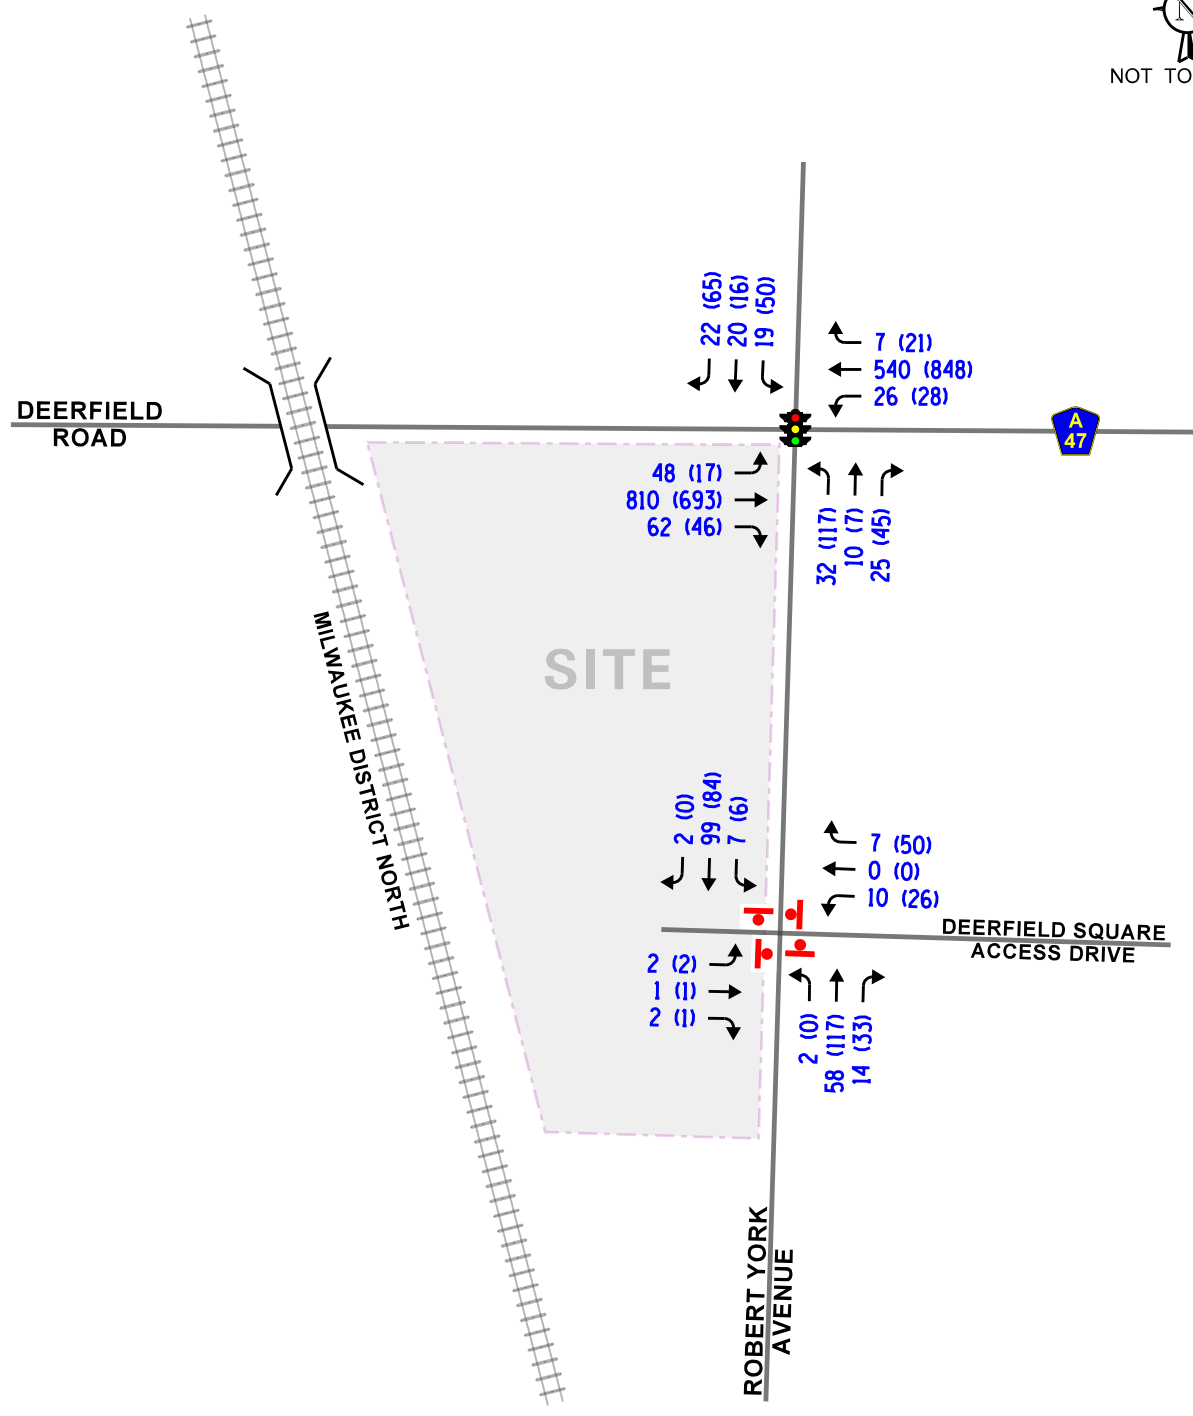 N
NOT TO
22 (65)
20 (16)
19 (50)
7 (21)
540 (848)
26 (28)
DEERFIELD
ROAD
A
47
48 (17)
810 (693)
62 (46)
32 (117)
10 (7)
25 (45)
SITE
MILWAUKEE DISTRICT NORTH
2 (0)
99 (84)
7 (6)
7 (50)
0 (0)
10 (26)
DEERFIELD SQUARE
ACCESS DRIVE
2 (2)
1 (1)
2 (1)
2 (0)
58 (117)
14 (33)
ROBERT YORK
AVENUE